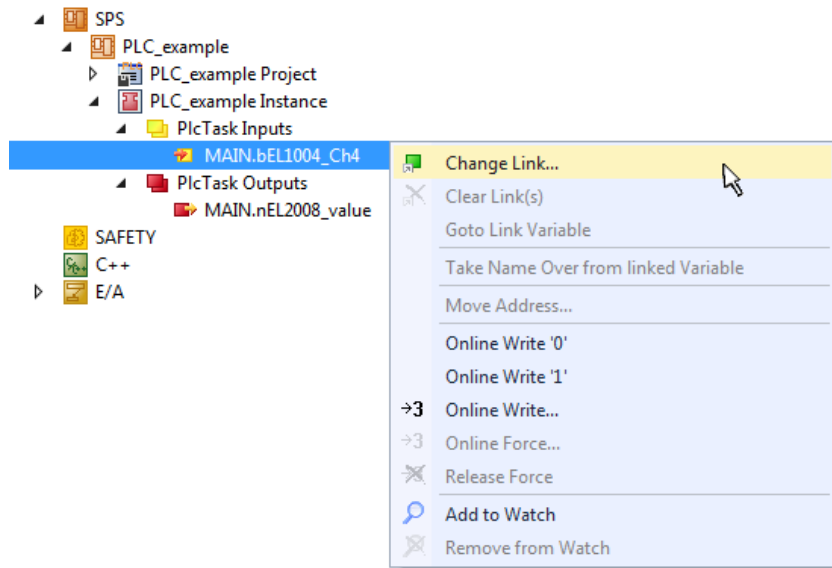 SPS
PLC_example
PLC_example Project
PLC_example Instance
PlcTask Inputs
MAIN.bEL1004_Ch4
PlcTask Outputs
MAIN.nEL2008_value
SAFETY
C++
E/A
Change Link...
Clear Link(s)
Goto Link Variable
Take Name Over from linked Variable
Move Address...
Online Write '0'
Online Write '1'
→3 Online Write...
→3 Online Force...
Release Force
Add to Watch
Remove from Watch